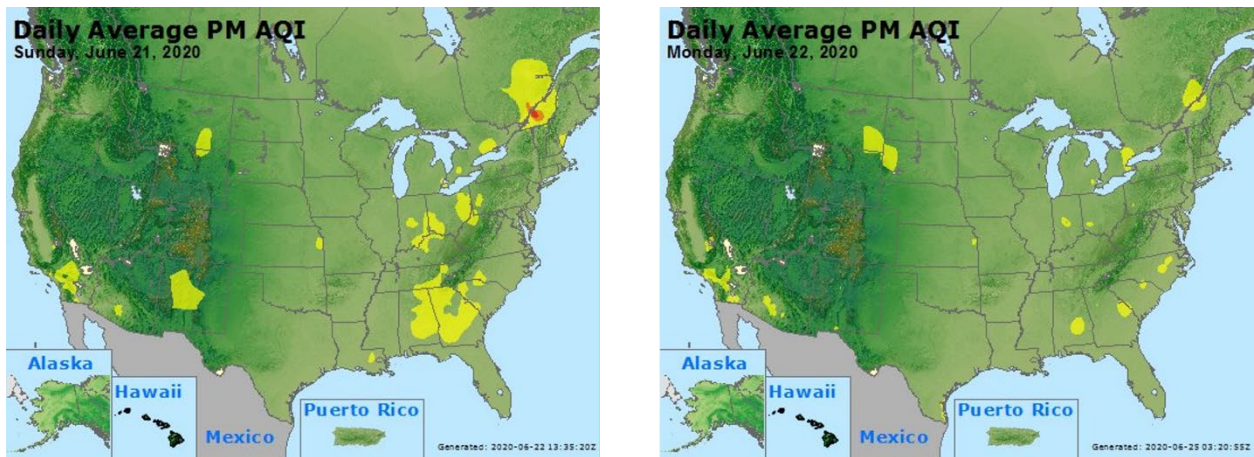 Daily Average PM AQI
Sunday, June 21, 2020
Alaska
Hawaii
Mexico
Puerto Rico
Generated: 2020-06-22 13:35:20Z
Daily Average PM AQI
Monday, June 22, 2020
Alaska
Hawaii
Mexico
Puerto Rico
Generated: 2020-06-25 03:20:55Z